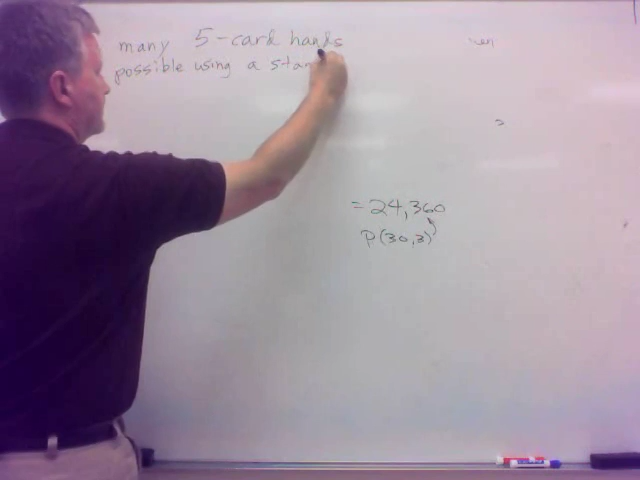 many 5-card hands
possible using a stan
= 24,360
P(30,3)